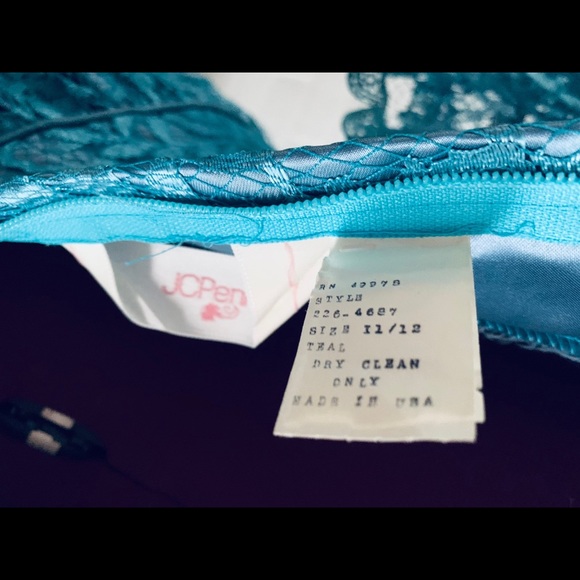 JCPen
RN 40978
STYLE
226-4687
SIZE 11/12
TEAL
DRY CLEAN
ONLY
MADE IN USA